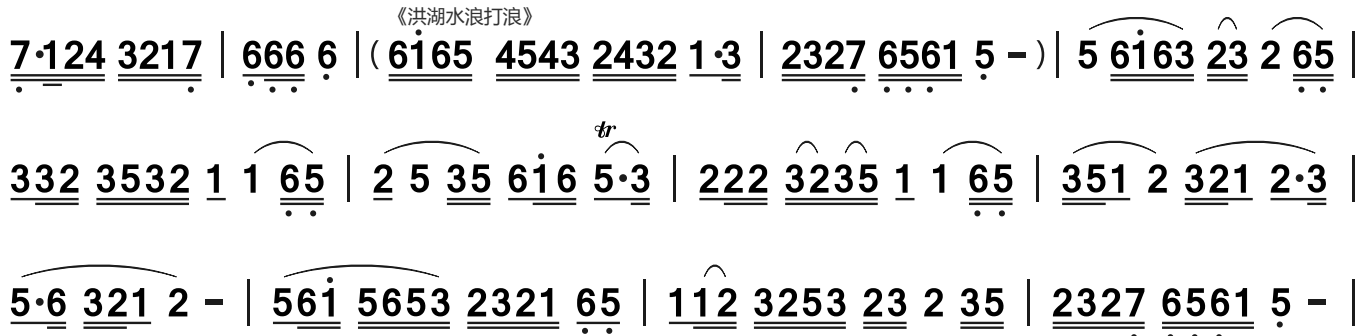 《洪湖水浪打浪》
7·124 3217 | 666 6 | (6165 4543 2432 1·3 | 2327 6561 5 - ) | 5 6163 23 2 65 |
tr
332 3532 1 1 65 | 2 5 35 616 5·3 | 222 3235 1 1 65 | 351 2 321 2·3 |
5·6 321 2 - | 561 5653 2321 65 | 112 3253 23 2 35 | 2327 6561 5 - |